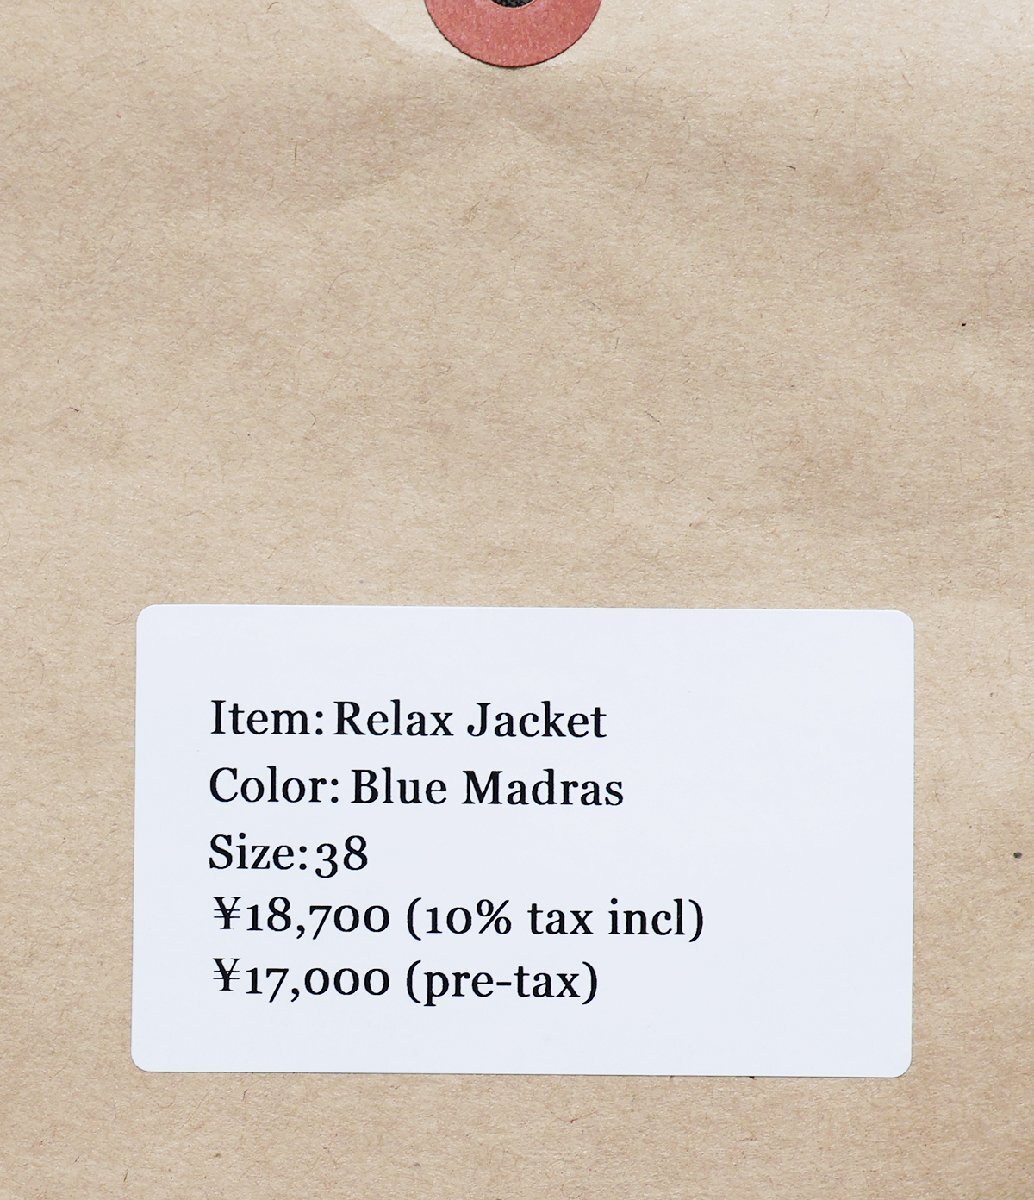 Item: Relax Jacket
Color: Blue Madras
Size: 38
¥18,700 (10% tax incl)
¥17,000 (pre-tax)